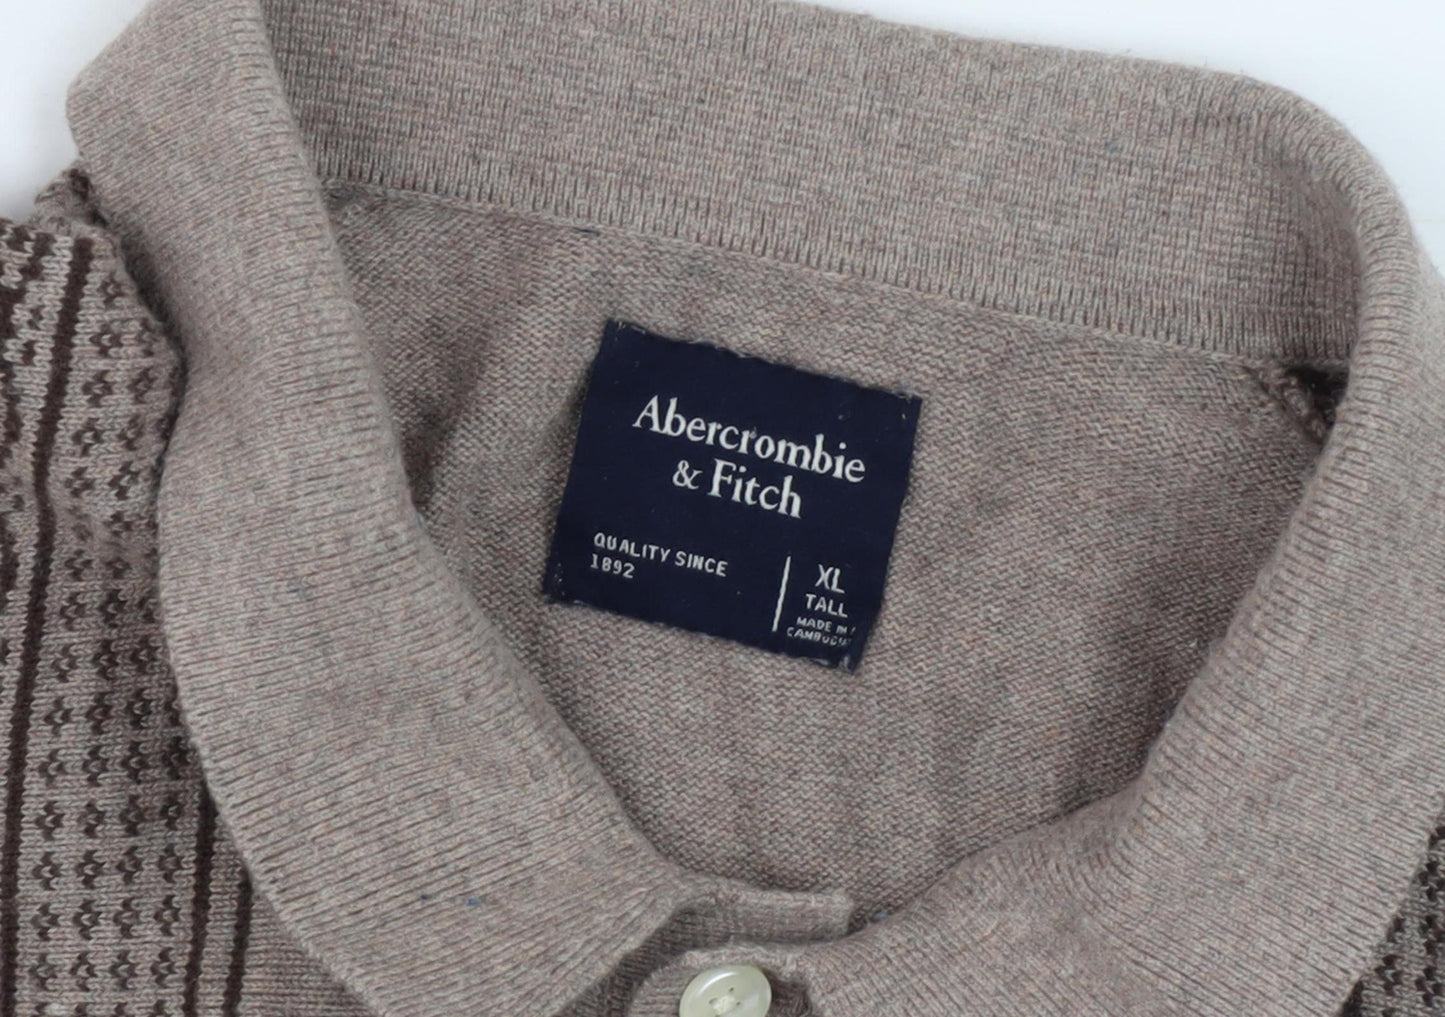 Abercrombie
& Fitch
QUALITY SINCE
1892
XL
TALL
MADE IN